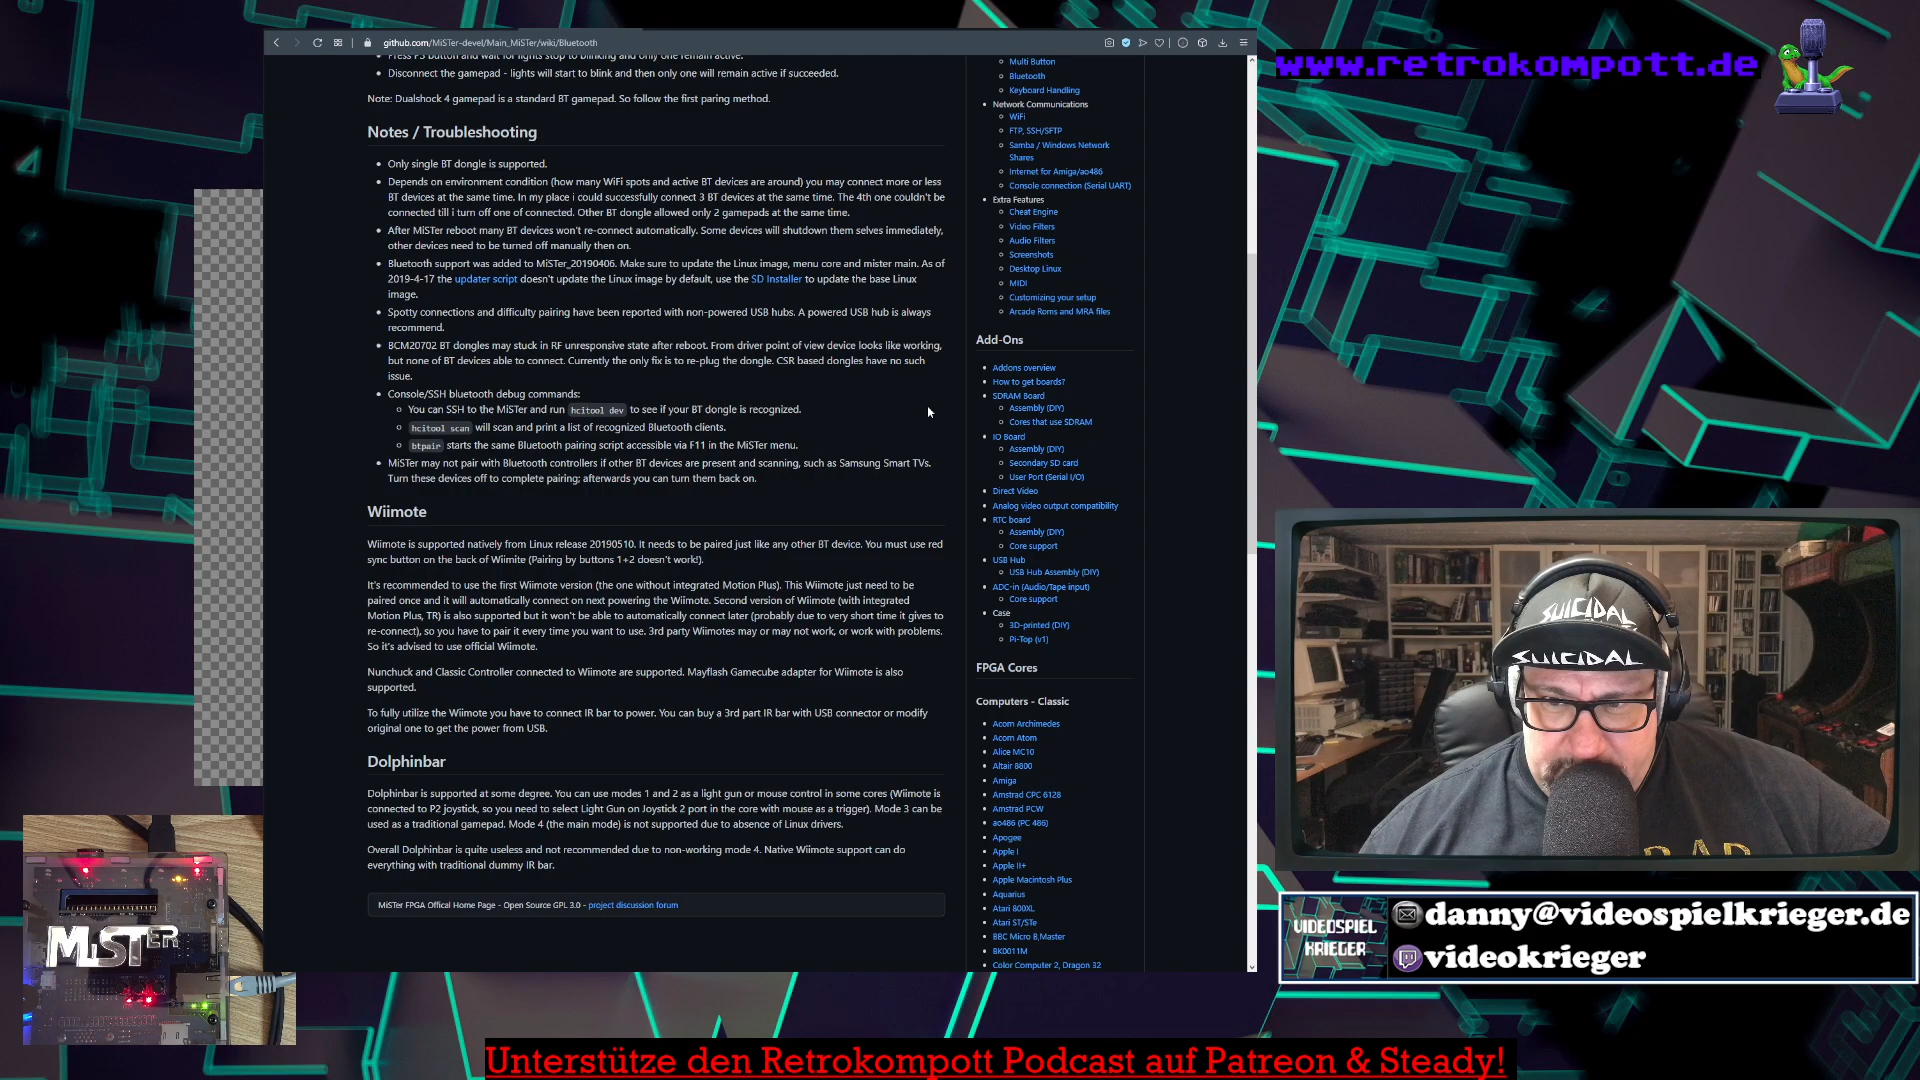 github.com/MiSTer-devel/Main_MiSTer/wiki/Bluetooth
Press PS button and wait for lights stop to blinking and only one remain active.
Disconnect the gamepad - lights will start to blink and then only one will remain active if succeeded.
Note: Dualshock 4 gamepad is a standard BT gamepad. So follow the first paring method.
Notes / Troubleshooting
Only single BT dongle is supported.
Depends on environment condition (how many WiFi spots and active BT devices are around) you may connect more or less
BT devices at the same time. In my place i could successfully connect 3 BT devices at the same time. The 4th one couldn't be
connected till i turn off one of connected. Other BT dongle allowed only 2 gamepads at the same time.
After MiSTer reboot many BT devices won't re-connect automatically. Some devices will shutdown them selves immediately,
other devices need to be turned off manually then on.
Bluetooth support was added to MiSTer_20190406. Make sure to update the Linux image, menu core and mister main. As of
2019-4-17 the updater script doesn't update the Linux image by default, use the SD Installer to update the base Linux
image.
Spotty connections and difficulty pairing have been reported with non-powered USB hubs. A powered USB hub is always
recommend.
BCM20702 BT dongles may stuck in RF unresponsive state after reboot. From driver point of view device looks like working,
but none of BT devices able to connect. Currently the only fix is to re-plug the dongle. CSR based dongles have no such
issue.
Console/SSH bluetooth debug commands:
You can SSH to the MiSTer and run hcitool dev to see if your BT dongle is recognized.
hcitool scan will scan and print a list of recognized Bluetooth clients.
btpair starts the same Bluetooth pairing script accessible via F11 in the MiSTer menu.
MiSTer may not pair with Bluetooth controllers if other BT devices are present and scanning, such as Samsung Smart TVs.
Turn these devices off to complete pairing; afterwards you can turn them back on.
Wiimote
Wiimote is supported natively from Linux release 20190510. It needs to be paired just like any other BT device. You must use red
sync button on the back of Wiimite (Pairing by buttons 1+2 doesn't work!).
It's recommended to use the first Wiimote version (the one without integrated Motion Plus). This Wiimote just need to be
paired once and it will automatically connect on next powering the Wiimote. Second version of Wiimote (with integrated
Motion Plus, TR) is also supported but it won't be able to automatically connect later (probably due to very short time it gives to
re-connect), so you have to pair it every time you want to use. 3rd party Wiimotes may or may not work, or work with problems.
So it's advised to use official Wiimote.
Nunchuck and Classic Controller connected to Wiimote are supported. Mayflash Gamecube adapter for Wiimote is also
supported.
To fully utilize the Wiimote you have to connect IR bar to power. You can buy a 3rd part IR bar with USB connector or modify
original one to get the power from USB.
Dolphinbar
Dolphinbar is supported at some degree. You can use modes 1 and 2 as a light gun or mouse control in some cores (Wiimote is
connected to P2 joystick, so you need to select Light Gun on Joystick 2 port in the core with mouse as a trigger). Mode 3 can be
used as a traditional gamepad. Mode 4 (the main mode) is not supported due to absence of Linux drivers.
Overall Dolphinbar is quite useless and not recommended due to non-working mode 4. Native Wiimote support can do
everything with traditional dummy IR bar.
MiSTer FPGA Offical Home Page - Open Source GPL 3.0 - project discussion forum
Multi Button
Bluetooth
Keyboard Handling
Network Communications
WiFi
FTP, SSH/SFTP
Samba / Windows Network
Shares
Internet for Amiga/ao486
Console connection (Serial UART)
Extra Features
Cheat Engine
Video Filters
Audio Filters
Screenshots
Desktop Linux
MIDI
Customizing your setup
Arcade Roms and MRA files
Add-Ons
Addons overview
How to get boards?
SDRAM Board
Assembly (DIY)
Cores that use SDRAM
IO Board
Assembly (DIY)
Secondary SD card
User Port (Serial I/O)
Direct Video
Analog video output compatibility
RTC board
Assembly (DIY)
Core support
USB Hub
USB Hub Assembly (DIY)
ADC-in (Audio/Tape input)
Core support
Case
3D-printed (DIY)
Pi-Top (v1)
FPGA Cores
Computers - Classic
Acorn Archimedes
Acorn Atom
Alice MC10
Altair 8800
Amiga
Amstrad CPC 6128
Amstrad PCW
ao486 (PC 486)
Apogee
Apple I
Apple II+
Apple Macintosh Plus
Aquarius
Atari 800XL
Atari ST/STe
BBC Micro B,Master
BK0011M
Color Computer 2, Dragon 32
www.retrokompott.de
SUICIDAL
SUICIDAL
MiSTER
VIDEOSPIEL
KRIEGER
danny@videospielkrieger.de
videokrieger
Unterstütze den Retrokompott Podcast auf Patreon & Steady!